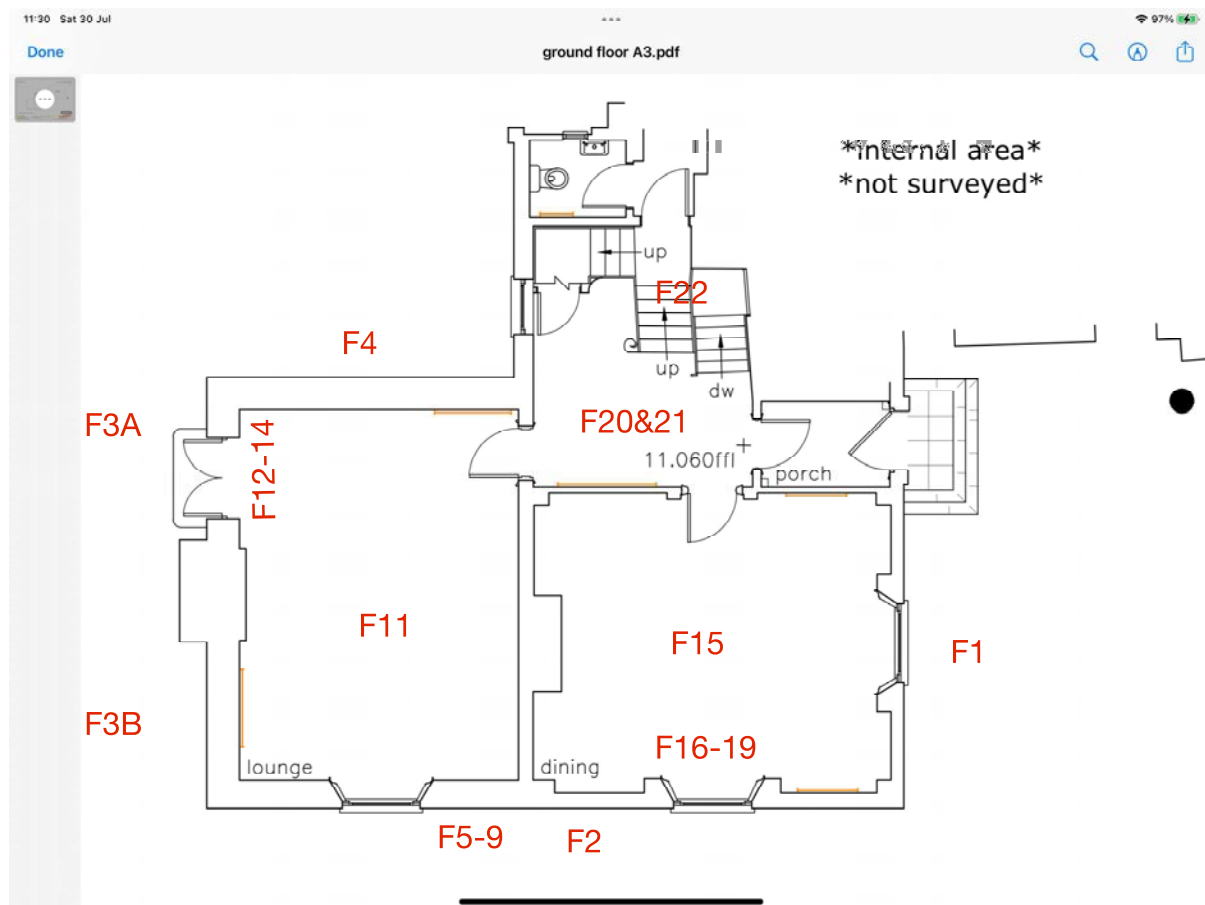 11:30 Sat 30 Jul
97%
Done
ground floor A3.pdf
*internal area*
*not surveyed*
up
F22
F4
up
dw
F3A
F12-14
F20&21
11.060ffl
porch
F11
F15
F1
F3B
F16-19
lounge
dining
F5-9
F2